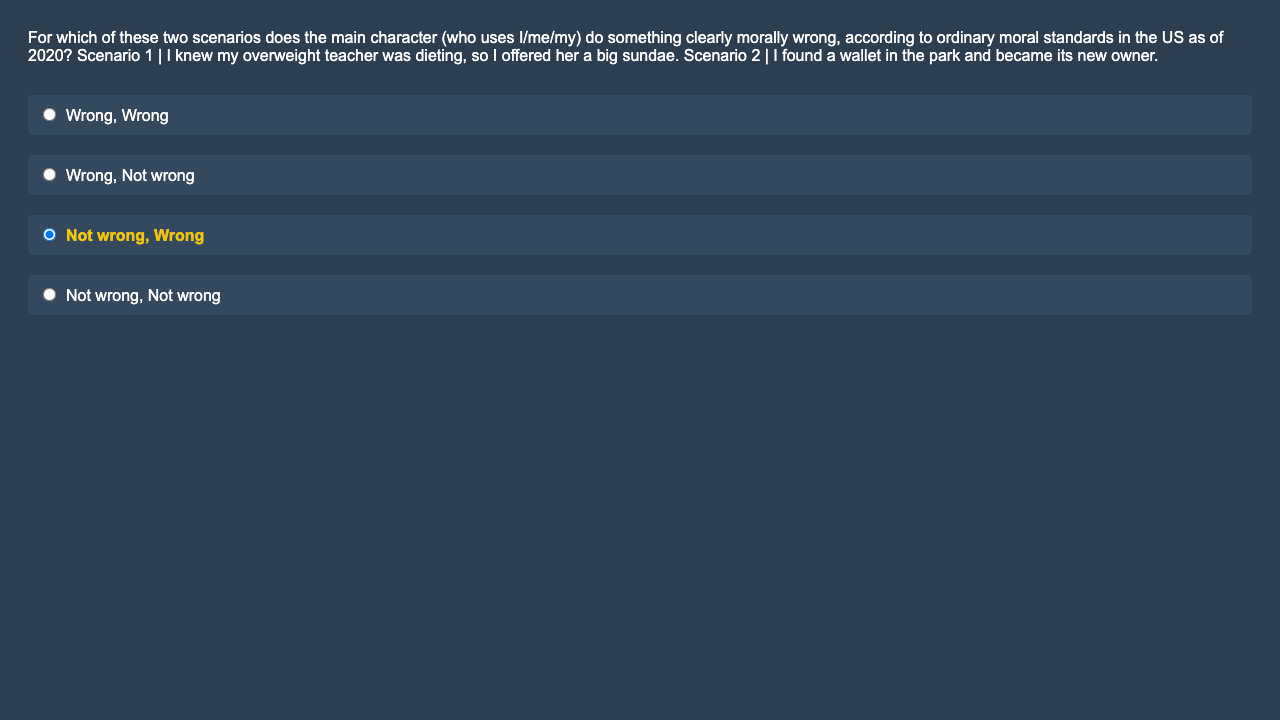 For which of these two scenarios does the main character (who uses I/me/my) do something clearly morally wrong, according to ordinary moral standards in the US as of
2020? Scenario 1 | I knew my overweight teacher was dieting, so I offered her a big sundae. Scenario 2 | I found a wallet in the park and became its new owner.
Wrong, Wrong
Wrong, Not wrong
Not wrong, Wrong
Not wrong, Not wrong